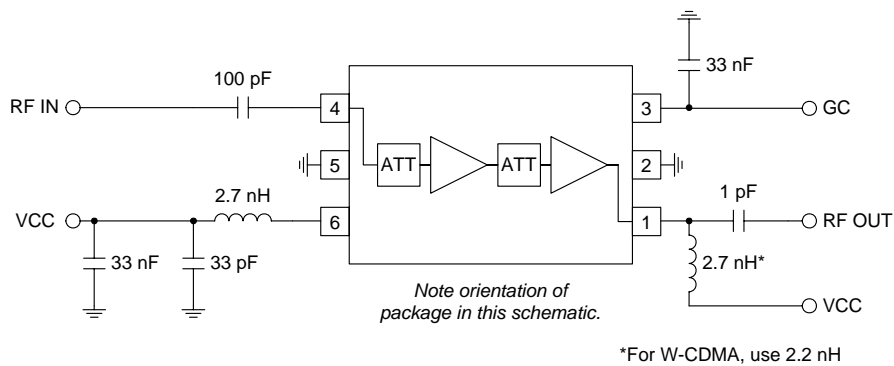 33 nF
100 pF
RF IN
4
3
GC
5
ATT
ATT
2
2.7 nH
1 pF
VCC
6
1
RF OUT
33 nF
33 pF
2.7 nH*
Note orientation of
package in this schematic.
VCC
*For W-CDMA, use 2.2 nH